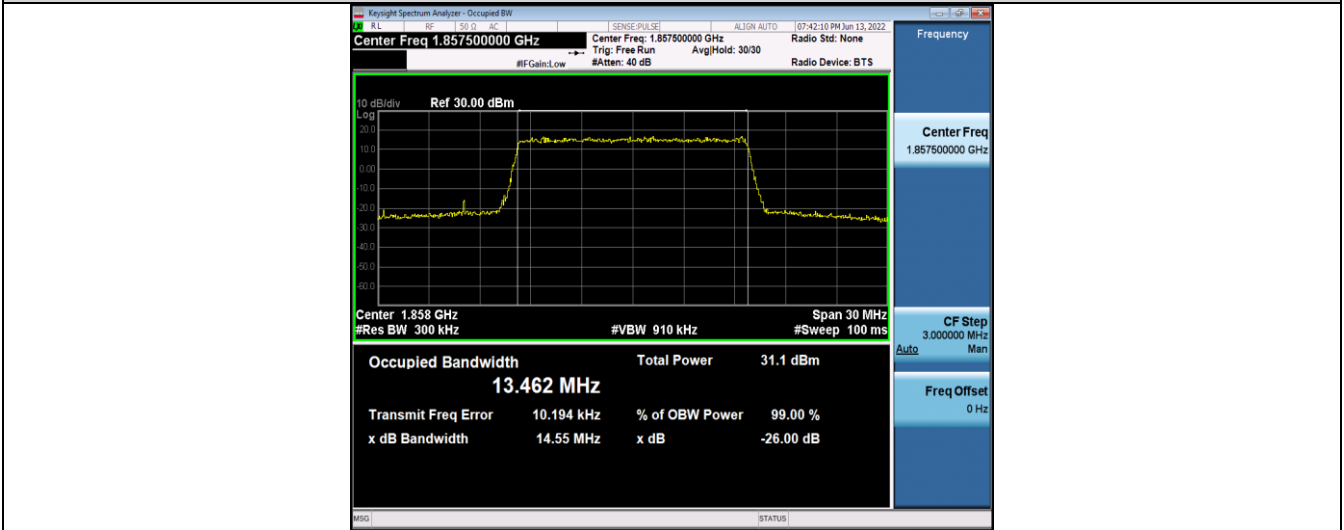 Keysight Spectrum Analyzer - Occupied BW
RL RF 50 Ω AC SENSE:PULSE ALIGN AUTO 07:42:10 PM Jun 13, 2022
Center Freq 1.857500000 GHz
Center Freq: 1.857500000 GHz Radio Std: None
Trig: Free Run Avg|Hold: 30/30
#IFGain:Low #Atten: 40 dB Radio Device: BTS
10 dB/div Ref 30.00 dBm
Log
20.0
10.0
0.00
-10.0
-20.0
-30.0
-40.0
-50.0
-60.0
Center 1.858 GHz Span 30 MHz
#Res BW 300 kHz #VBW 910 kHz #Sweep 100 ms
Occupied Bandwidth Total Power 31.1 dBm
13.462 MHz
Transmit Freq Error 10.194 kHz % of OBW Power 99.00 %
x dB Bandwidth 14.55 MHz x dB -26.00 dB
MSG STATUS
Frequency
Center Freq
1.857500000 GHz
CF Step
3.000000 MHz
Auto Man
Freq Offset
0 Hz